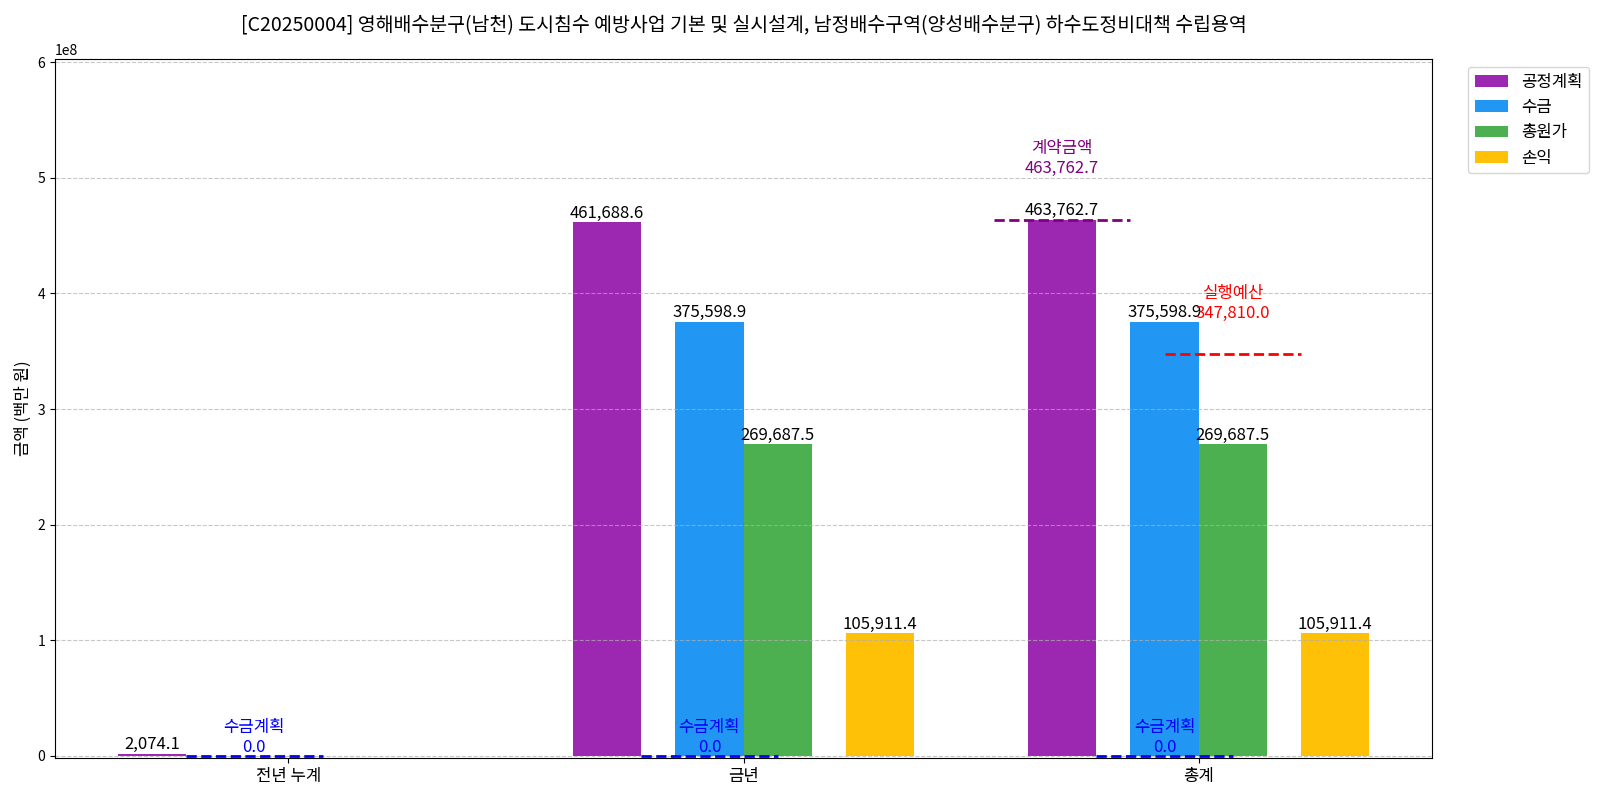 [C20250004] 영해배수분구(남천) 도시침수 예방사업 기본 및 실시설계, 남정배수구역(양성배수분구) 하수도정비대책 수립용역
1e8
6
5
4
3
2
1
0
금액 (백만 원)
공정계획
수금
총원가
손익
계약금액
463,762.7
461,688.6
463,762.7
실행예산
347,810.0
375,598.9
375,598.9
269,687.5
269,687.5
105,911.4
105,911.4
2,074.1
수금계획
0.0
수금계획
0.0
수금계획
0.0
전년 누계
금년
총계